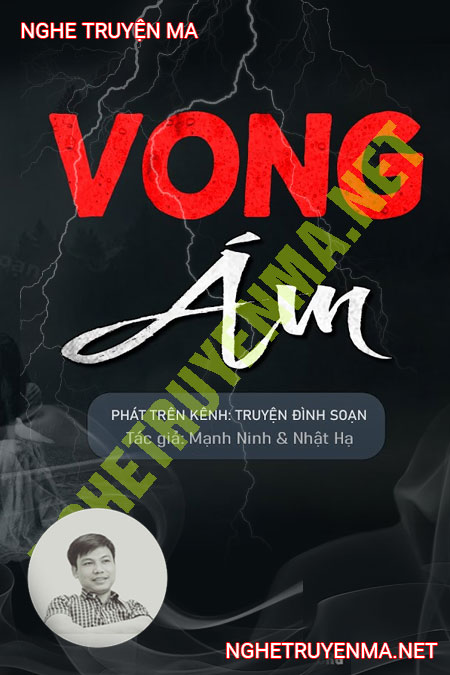 NGHE TRUYỆN MA
VONG
Ám
NGHETRUYENMA.NET
PHÁT TRÊN KÊNH: TRUYỆN ĐÌNH SOẠN
Tác giả: Mạnh Ninh & Nhật Hạ
NGHETRUYENMA.NET